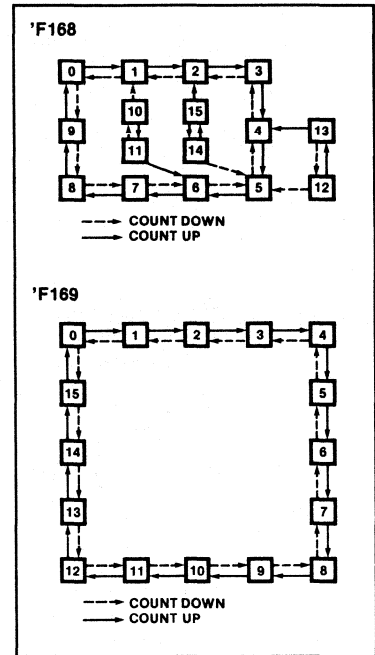 'F168
0 1 2 3
10 15
9 4 13
11 14
8 7 6 5 12
COUNT DOWN
COUNT UP
'F169
0 1 2 3 4
15 5
14 6
13 7
12 11 10 9 8
COUNT DOWN
COUNT UP